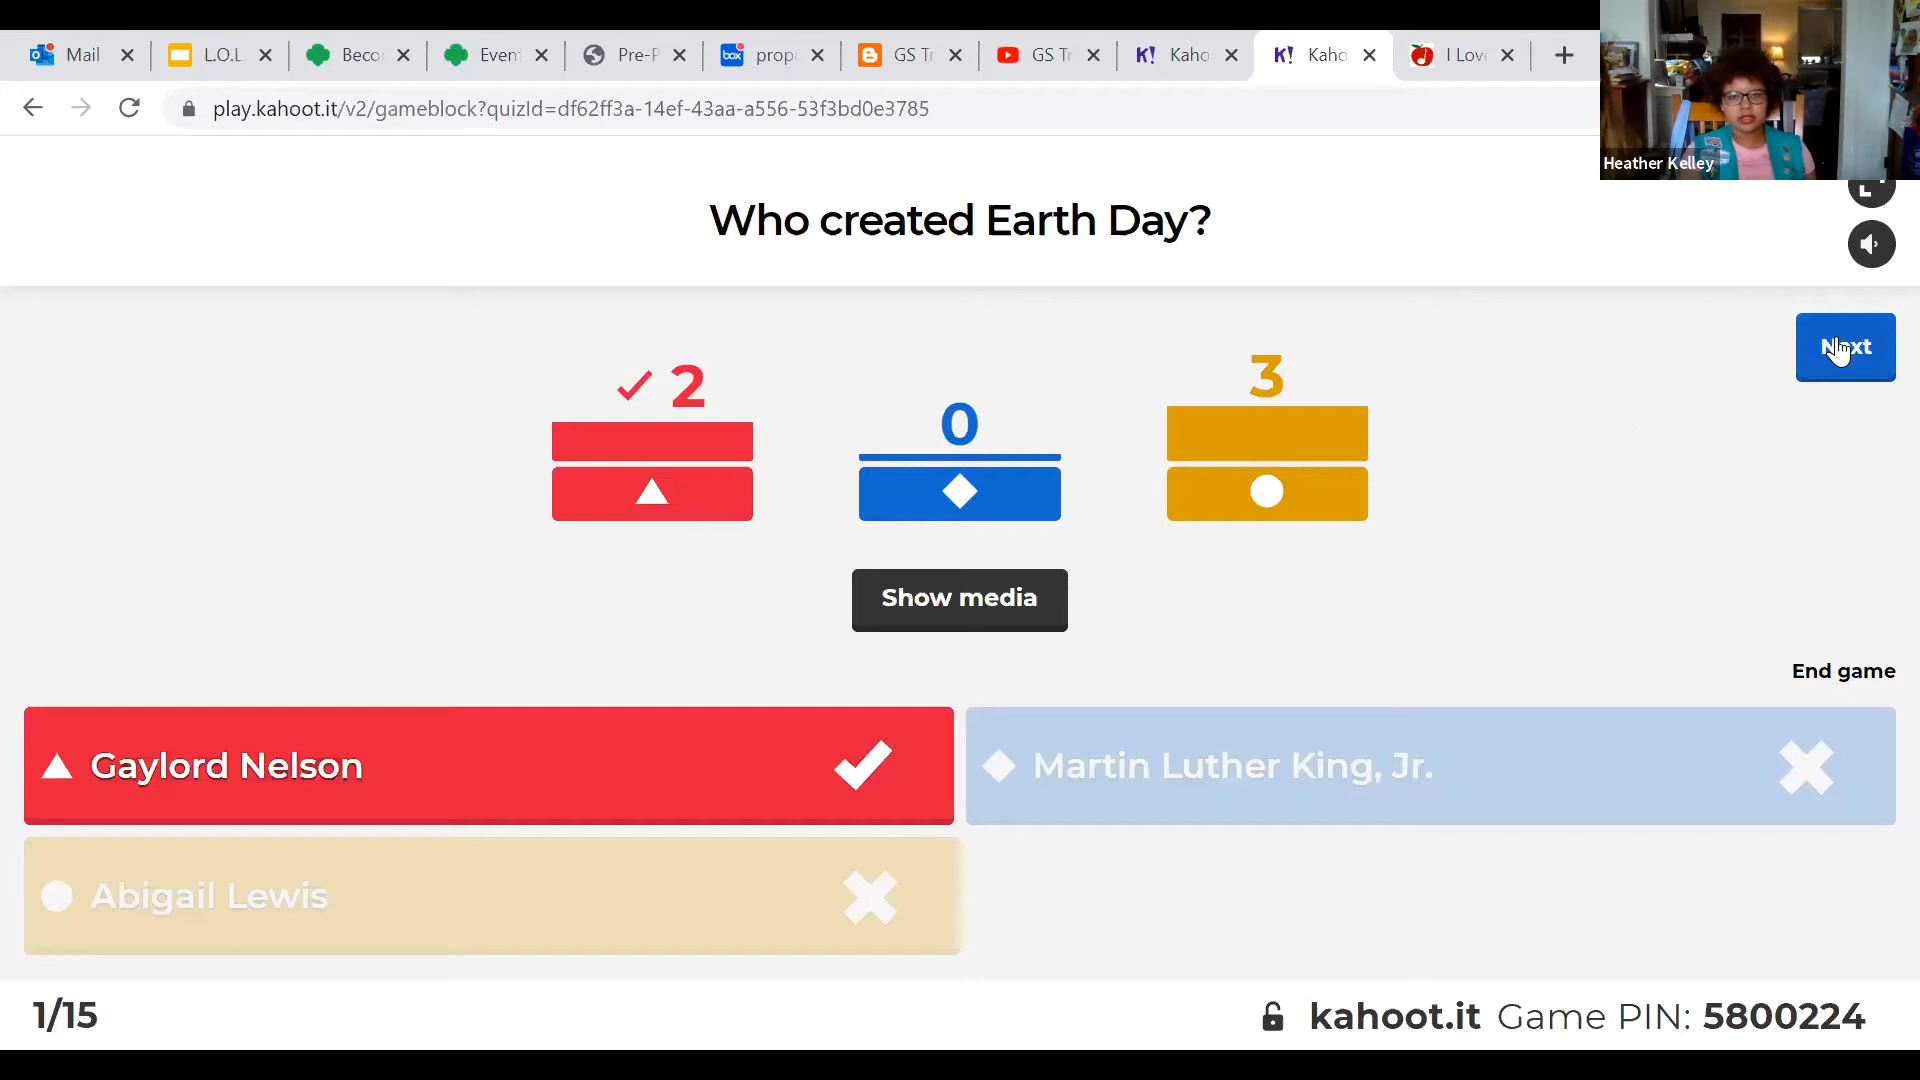 Mail
L.O.L.
Beco
Even
Pre-P
box
prop
GS Tr
GS Tr
K! Kaho
K! Kaho
I Love
play.kahoot.it/v2/gameblock?quizId=df62ff3a-14ef-43aa-a556-53f3bd0e3785
Heather Kelley
Who created Earth Day?
Next
2
0
3
Show media
End game
Gaylord Nelson
Martin Luther King, Jr.
Abigail Lewis
1/15
kahoot.it Game PIN: 5800224